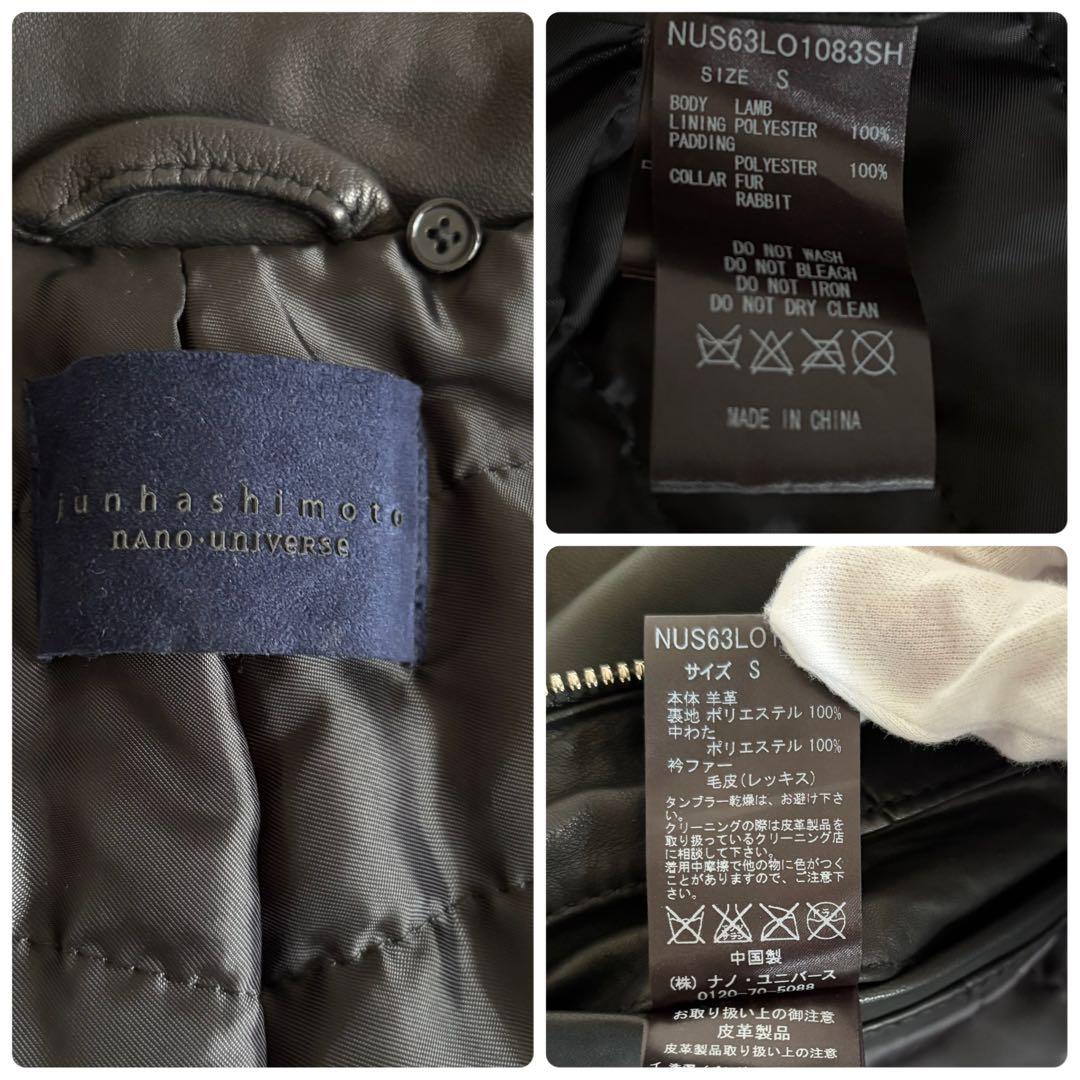 junhashimoto
nano·universe
NUS63LO1083SH
SIZE S
BODY LAMB
LINING POLYESTER 100%
PADDING
POLYESTER 100%
COLLAR FUR
RABBIT
DO NOT WASH
DO NOT BLEACH
DO NOT IRON
DO NOT DRY CLEAN
MADE IN CHINA
NUS63LO1
サイズ S
本体 羊革
裏地 ポリエステル 100%
中わた
ポリエステル 100%
衿ファー
毛皮(レッキス)
タンブラー乾燥は、お避け下さ
い。
クリーニングの際は皮革製品を
取り扱っているクリーニング店
に相談して下さい。
着用中摩擦で他の物に色がつく
ことがありますので、ご注意下
さい。
中国製
(株) ナノ・ユニバース
0120-70-5088
お取り扱い上の御注意
皮革製品
皮革製品取り扱い上の注意